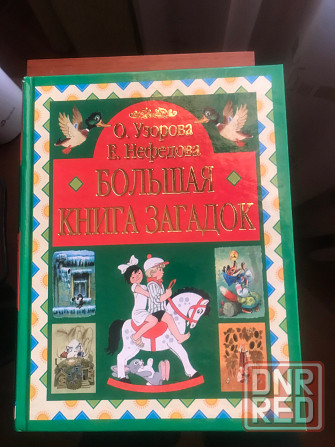 О. Узорова
Е. Нефедова
БОЛЬШАЯ
КНИГА ЗАГАДОК
DNR
RED